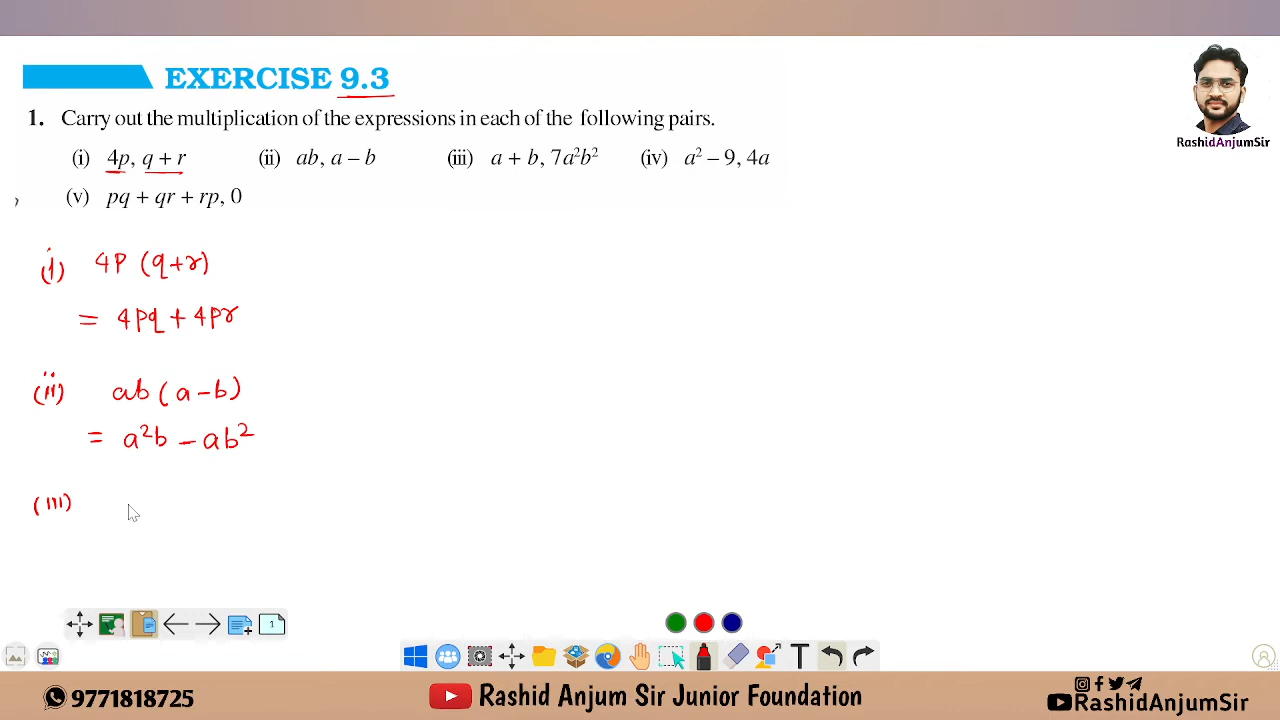 EXERCISE 9.3
1. Carry out the multiplication of the expressions in each of the following pairs.
(i) 4p, q + r (ii) ab, a – b (iii) a + b, 7a²b² (iv) a² – 9, 4a
(v) pq + qr + rp, 0
RashidAnjumSir
(i) 4p (q+r)
= 4pq + 4pr
(ii) ab (a-b)
= a²b - ab²
(iii)
1
T
9771818725
Rashid Anjum Sir Junior Foundation
RashidAnjumSir